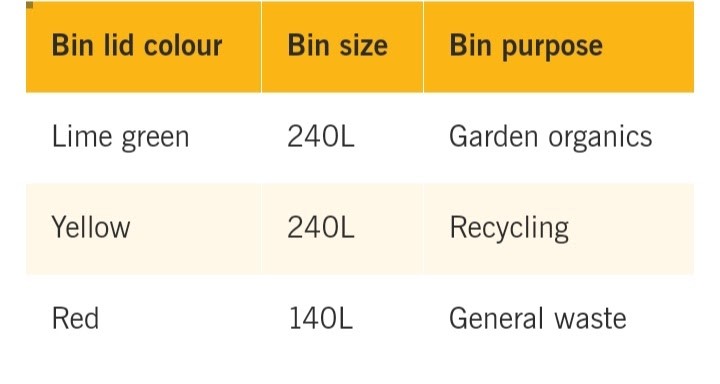 Bin lid colour Bin size Bin purpose
Lime green 240L Garden organics
Yellow 240L Recycling
Red 140L General waste